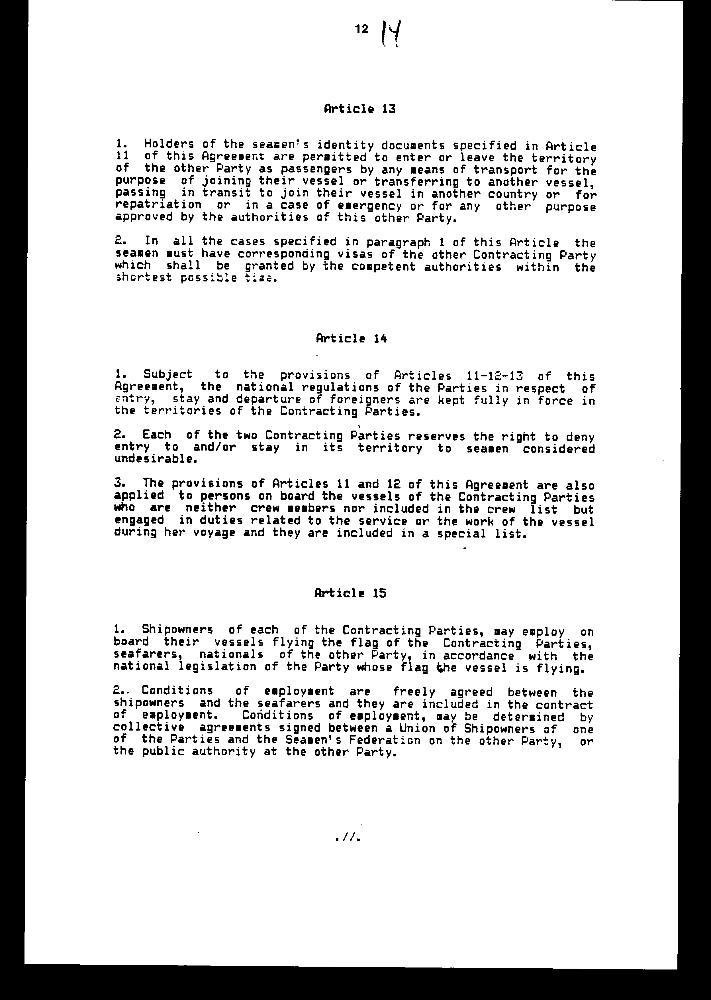 12 14
Article 13
1. Holders of the seamen's identity documents specified in Article
11 of this Agreement are permitted to enter or leave the territory
of the other Party as passengers by any means of transport for the
purpose of joining their vessel or transferring to another vessel,
passing in transit to join their vessel in another country or for
repatriation or in a case of emergency or for any other purpose
approved by the authorities of this other Party.
2. In all the cases specified in paragraph 1 of this Article the
seamen must have corresponding visas of the other Contracting Party
which shall be granted by the competent authorities within the
shortest possible time.
Article 14
1. Subject to the provisions of Articles 11-12-13 of this
Agreement, the national regulations of the Parties in respect of
entry, stay and departure of foreigners are kept fully in force in
the territories of the Contracting Parties.
2. Each of the two Contracting Parties reserves the right to deny
entry to and/or stay in its territory to seamen considered
undesirable.
3. The provisions of Articles 11 and 12 of this Agreement are also
applied to persons on board the vessels of the Contracting Parties
who are neither crew members nor included in the crew list but
engaged in duties related to the service or the work of the vessel
during her voyage and they are included in a special list.
Article 15
1. Shipowners of each of the Contracting Parties, may employ on
board their vessels flying the flag of the Contracting Parties,
seafarers, nationals of the other Party, in accordance with the
national legislation of the Party whose flag the vessel is flying.
2.. Conditions of employment are freely agreed between the
shipowners and the seafarers and they are included in the contract
of employment. Conditions of employment, may be determined by
collective agreements signed between a Union of Shipowners of one
of the Parties and the Seamen's Federation on the other Party, or
the public authority at the other Party.
.//.